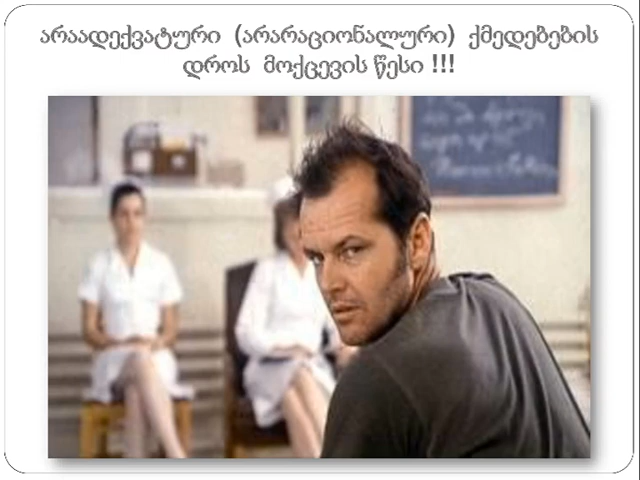 არაადექვატური (არარაციონალური) ქმედებების
დროს მოქცევის წესი !!!